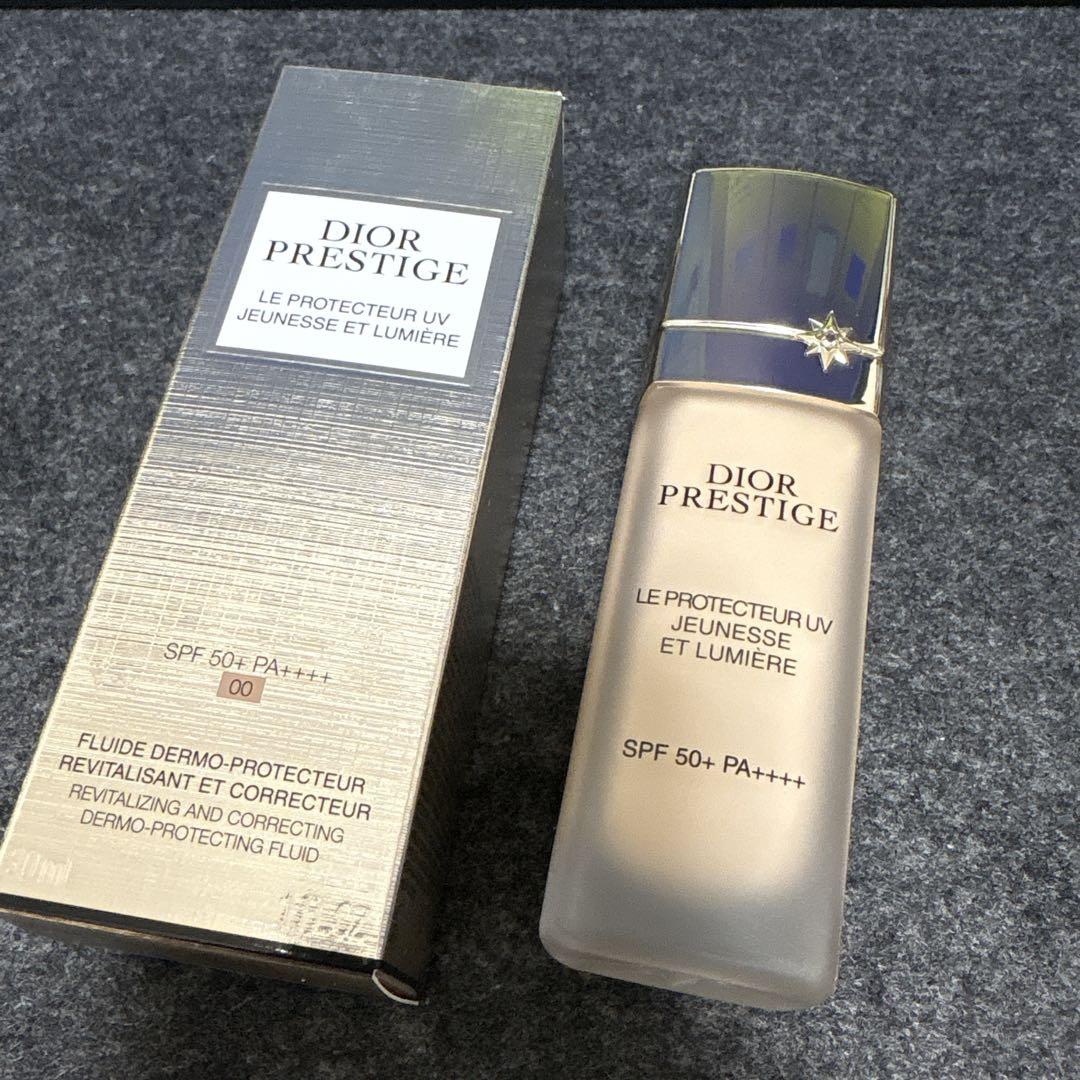 DIOR
PRESTIGE
LE PROTECTEUR UV
JEUNESSE ET LUMIÈRE
SPF 50+ PA++++
00
FLUIDE DERMO-PROTECTEUR
REVITALISANT ET CORRECTEUR
REVITALIZING AND CORRECTING
DERMO-PROTECTING FLUID
DIOR
PRESTIGE
LE PROTECTEUR UV
JEUNESSE
ET LUMIÈRE
SPF 50+ PA++++